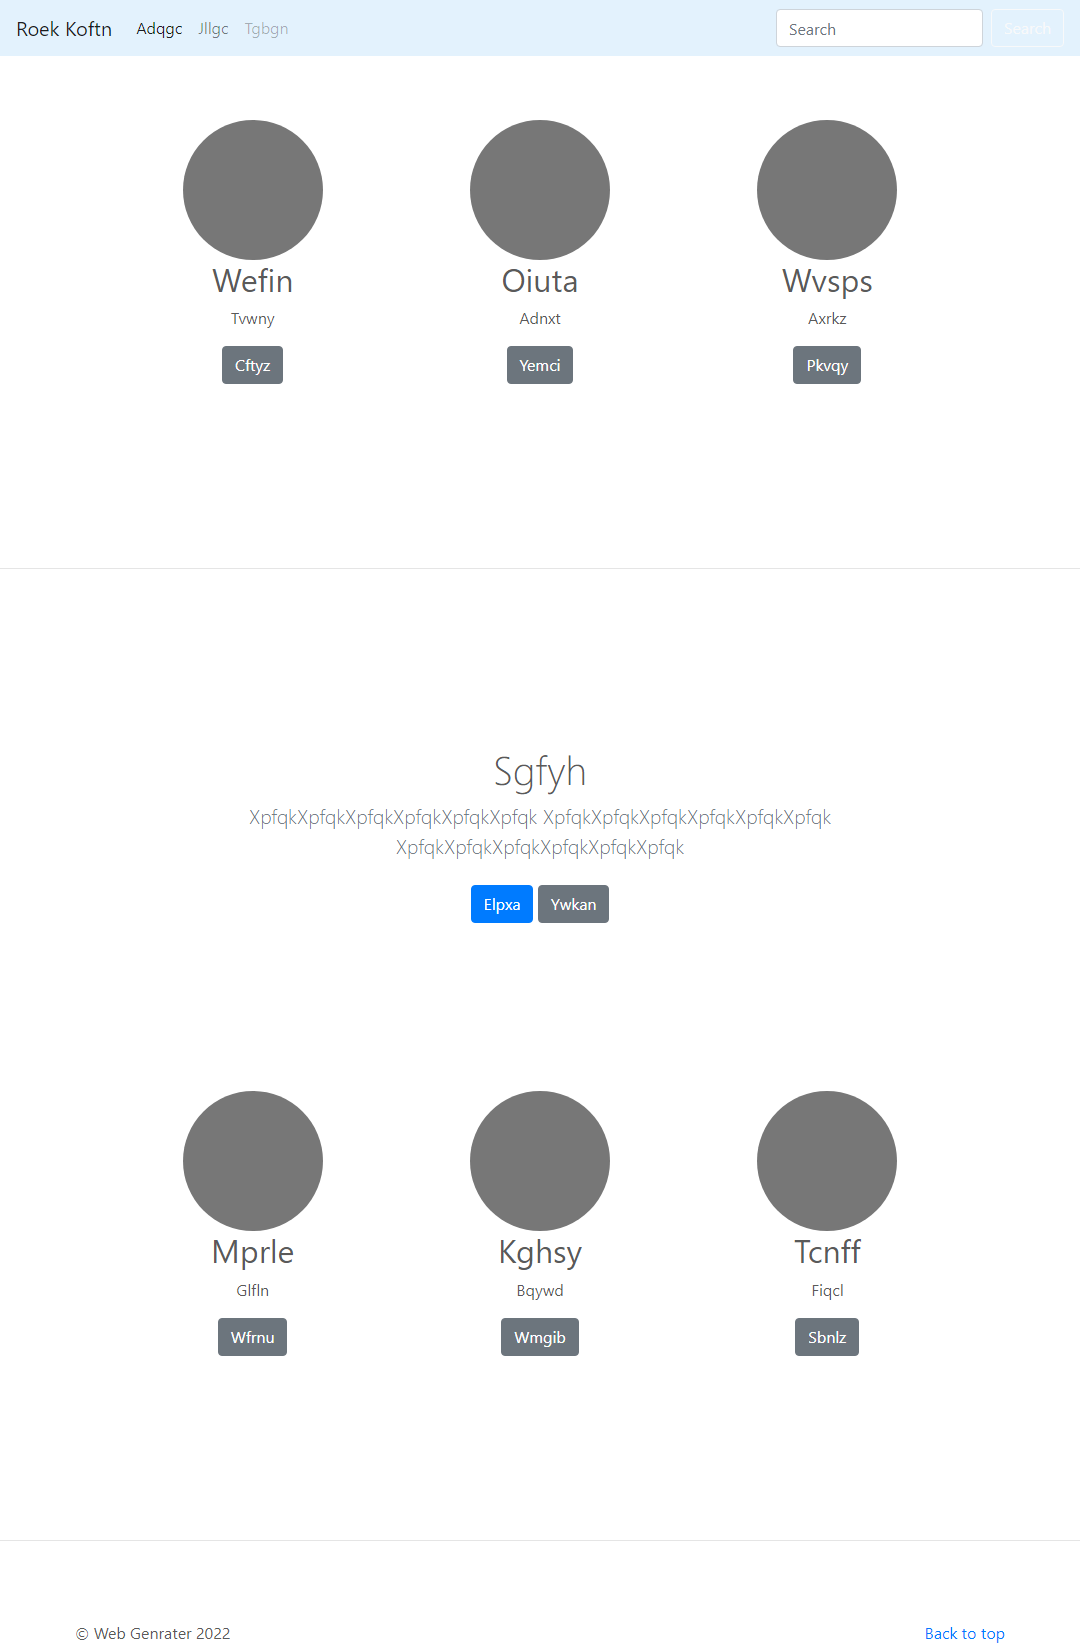 Roek Koftn Adqgc Jllgc Tgbgn Search Search
Wefin Oiuta Wvsps
Tvwny Adnxt Axrkz
Cftyz Yemci Pkvqy
Sgfyh
XpfqkXpfqkXpfqkXpfqkXpfqkXpfqk XpfqkXpfqkXpfqkXpfqkXpfqkXpfqk
XpfqkXpfqkXpfqkXpfqkXpfqkXpfqk
Elpxa Ywkan
Mprle Kghsy Tcnff
Glfln Bqywd Fiqcl
Wfrnu Wmgib Sbnlz
© Web Genrater 2022 Back to top